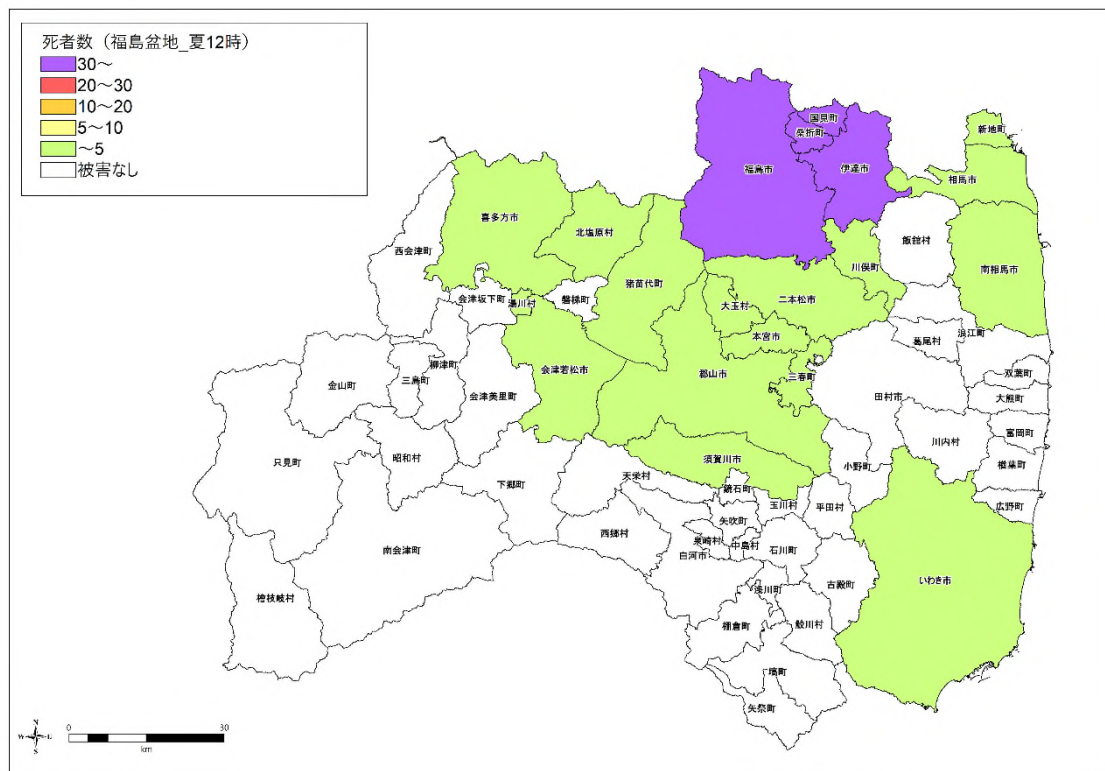 死者数（福島盆地_夏12時）
30～
20～30
10～20
5～10
～5
被害なし
国見町
桑折町
新地町
福島市
伊達市
相馬市
喜多方市
北塩原村
飯舘村
西会津町
川俣町
南相馬市
猪苗代町
会津坂下町
湯川村
磐梯町
大玉村
二本松市
浪江町
本宮市
葛尾村
柳津町
会津若松市
郡山市
三春町
双葉町
金山町
三島町
会津美里町
田村市
大熊町
富岡町
川内村
只見町
昭和村
須賀川市
小野町
楢葉町
下郷町
天栄村
鏡石町
玉川村
平田村
広野町
矢吹町
西郷村
泉崎村
中島村
南会津町
白河市
石川町
いわき市
古殿町
浅川町
檜枝岐村
棚倉町
鮫川村
塙町
矢祭町
N
W
E
S
0
30
km